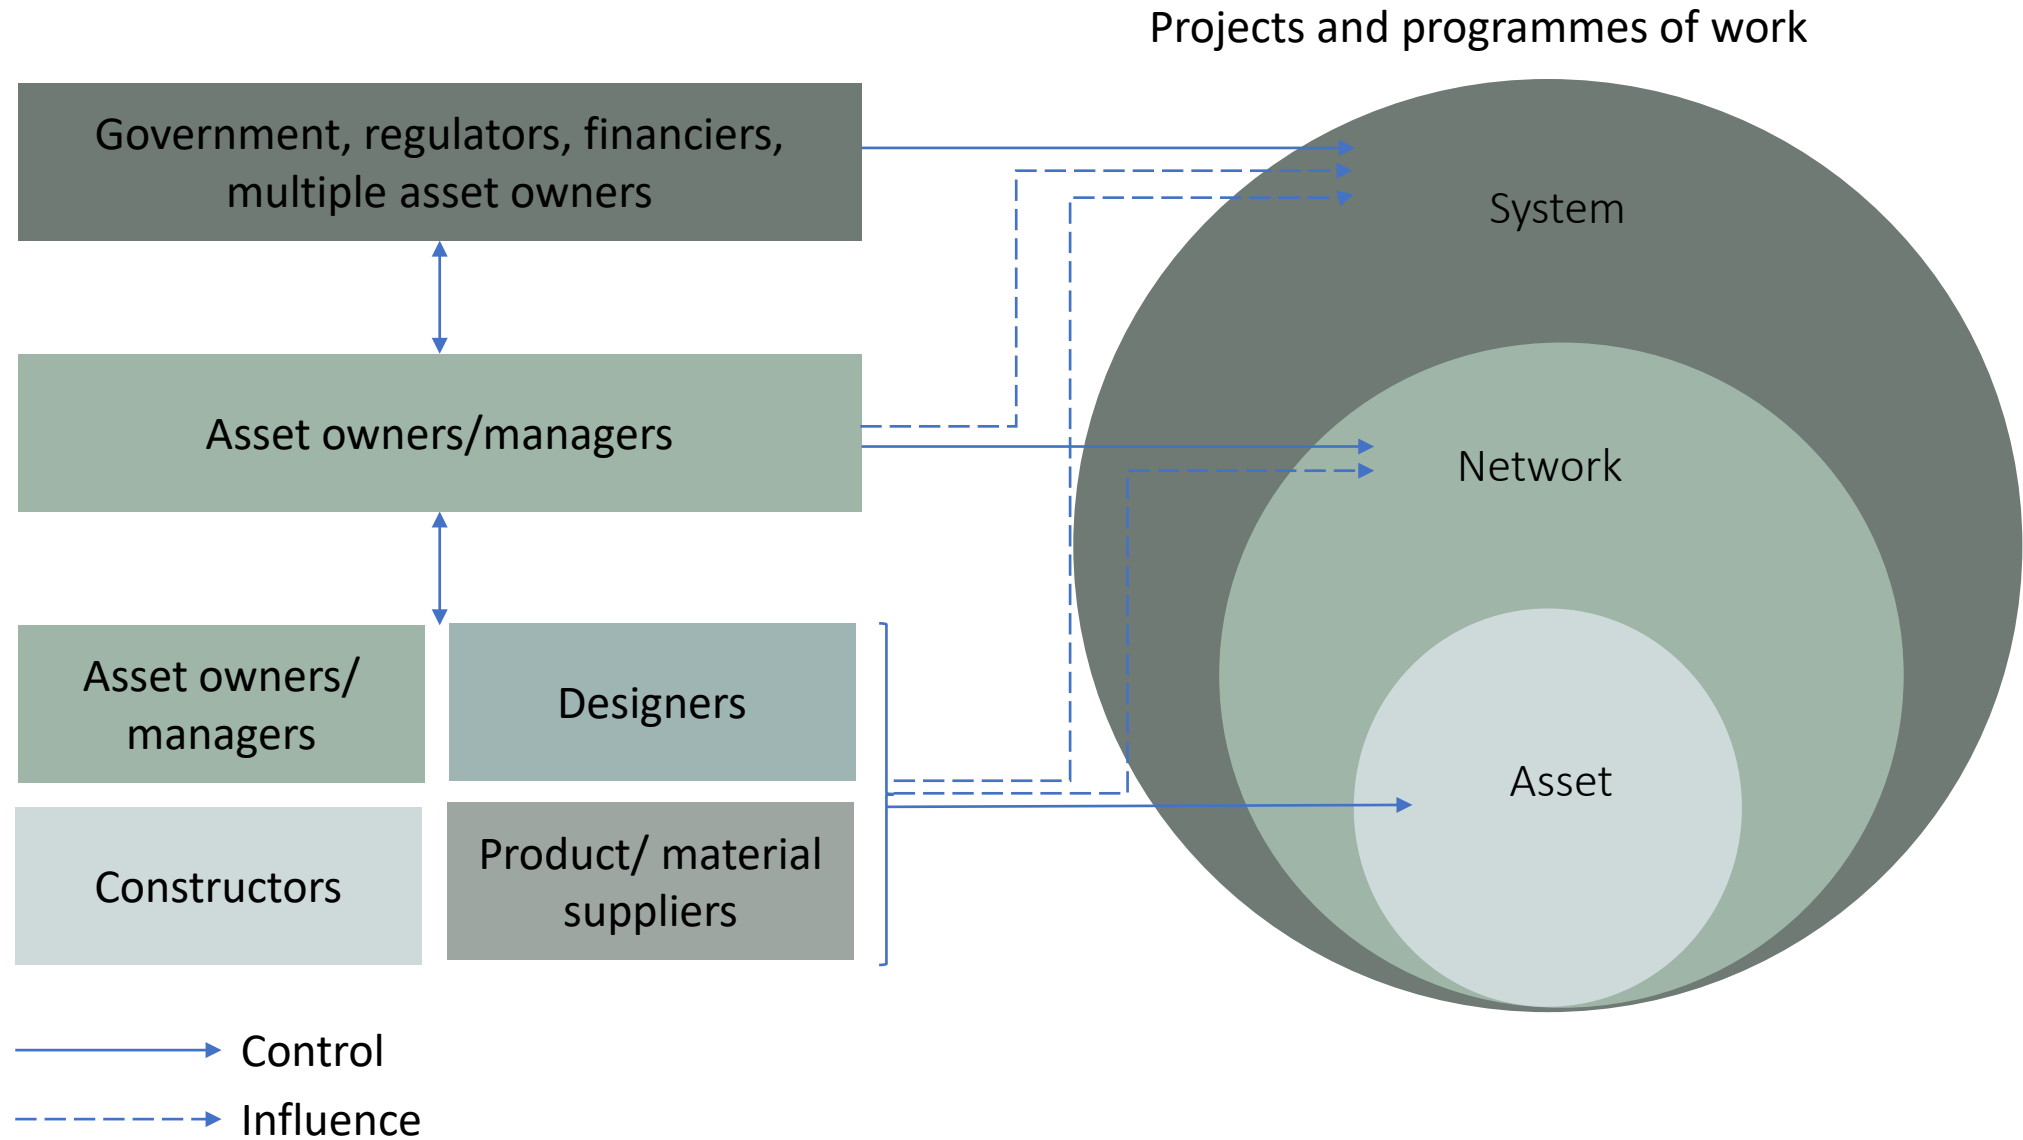 Projects and programmes of work
Government, regulators, financiers,
multiple asset owners
System
Asset owners/managers
Network
Asset owners/
managers
Designers
Asset
Constructors
Product/ material
suppliers
Control
Influence